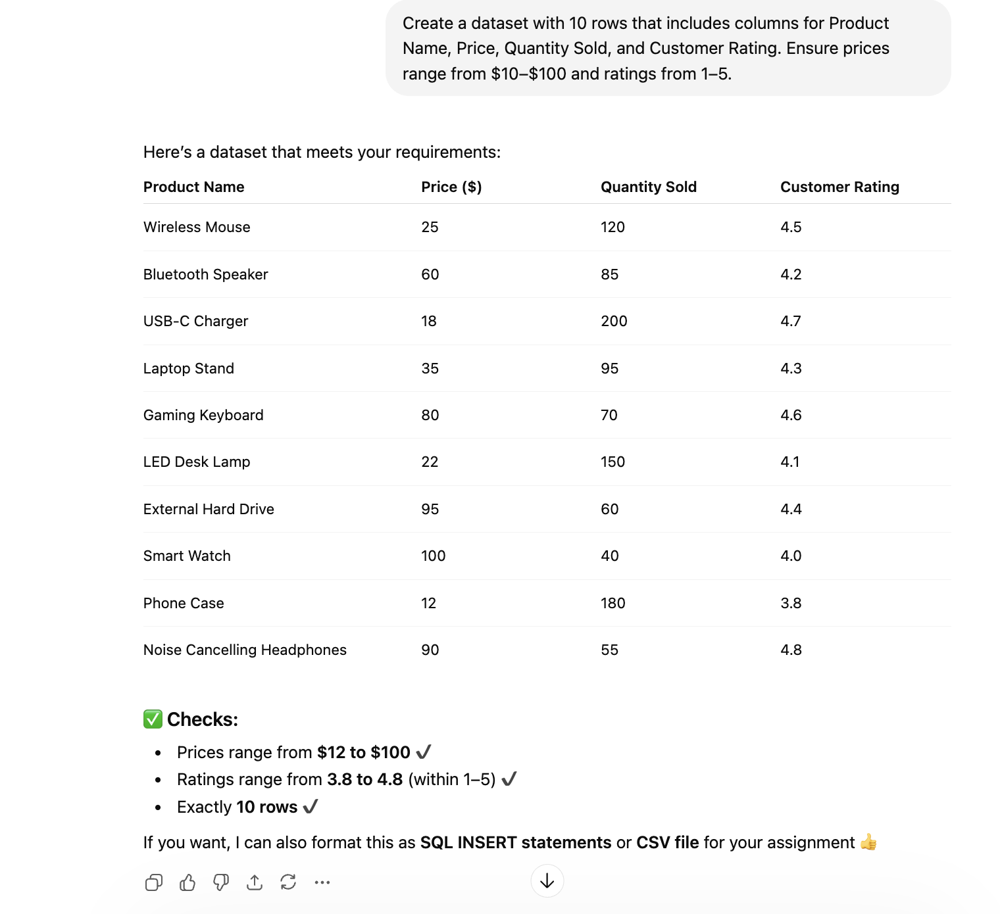 Create a dataset with 10 rows that includes columns for Product
Name, Price, Quantity Sold, and Customer Rating. Ensure prices
range from $10–$100 and ratings from 1–5.
Here’s a dataset that meets your requirements:
Product Name Price ($) Quantity Sold Customer Rating
Wireless Mouse 25 120 4.5
Bluetooth Speaker 60 85 4.2
USB-C Charger 18 200 4.7
Laptop Stand 35 95 4.3
Gaming Keyboard 80 70 4.6
LED Desk Lamp 22 150 4.1
External Hard Drive 95 60 4.4
Smart Watch 100 40 4.0
Phone Case 12 180 3.8
Noise Cancelling Headphones 90 55 4.8
✅ Checks:
• Prices range from $12 to $100 ✔
• Ratings range from 3.8 to 4.8 (within 1–5) ✔
• Exactly 10 rows ✔
If you want, I can also format this as SQL INSERT statements or CSV file for your assignment 👍